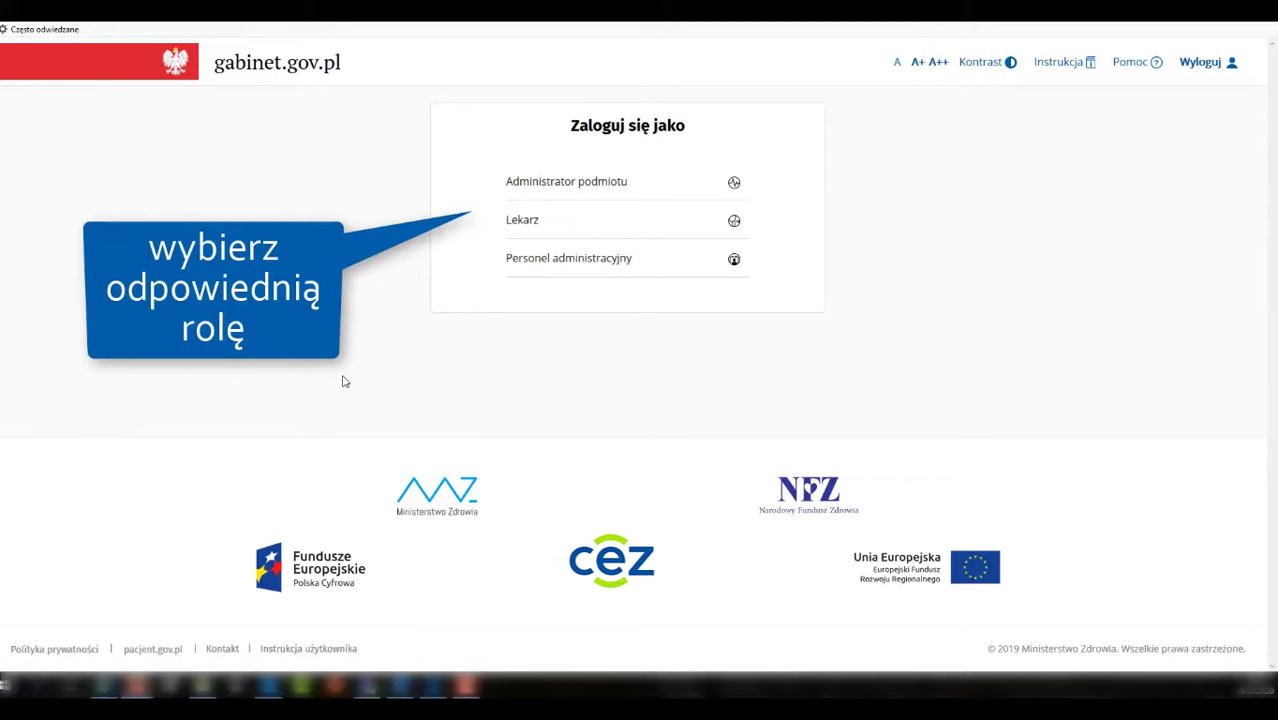 Często odwiedzane
gabinet.gov.pl
A A+ A++ Kontrast Instrukcja Pomoc Wyloguj
Zaloguj się jako
Administrator podmiotu
Lekarz
Personel administracyjny
wybierz
odpowiednią
rolę
Ministerstwo Zdrowia
NFZ
Narodowy Fundusz Zdrowia
Fundusze
Europejskie
Polska Cyfrowa
cez
Unia Europejska
Europejski Fundusz
Rozwoju Regionalnego
Polityka prywatności | pacjent.gov.pl | Kontakt | Instrukcja użytkownika
© 2019 Ministerstwo Zdrowia. Wszelkie prawa zastrzeżone.